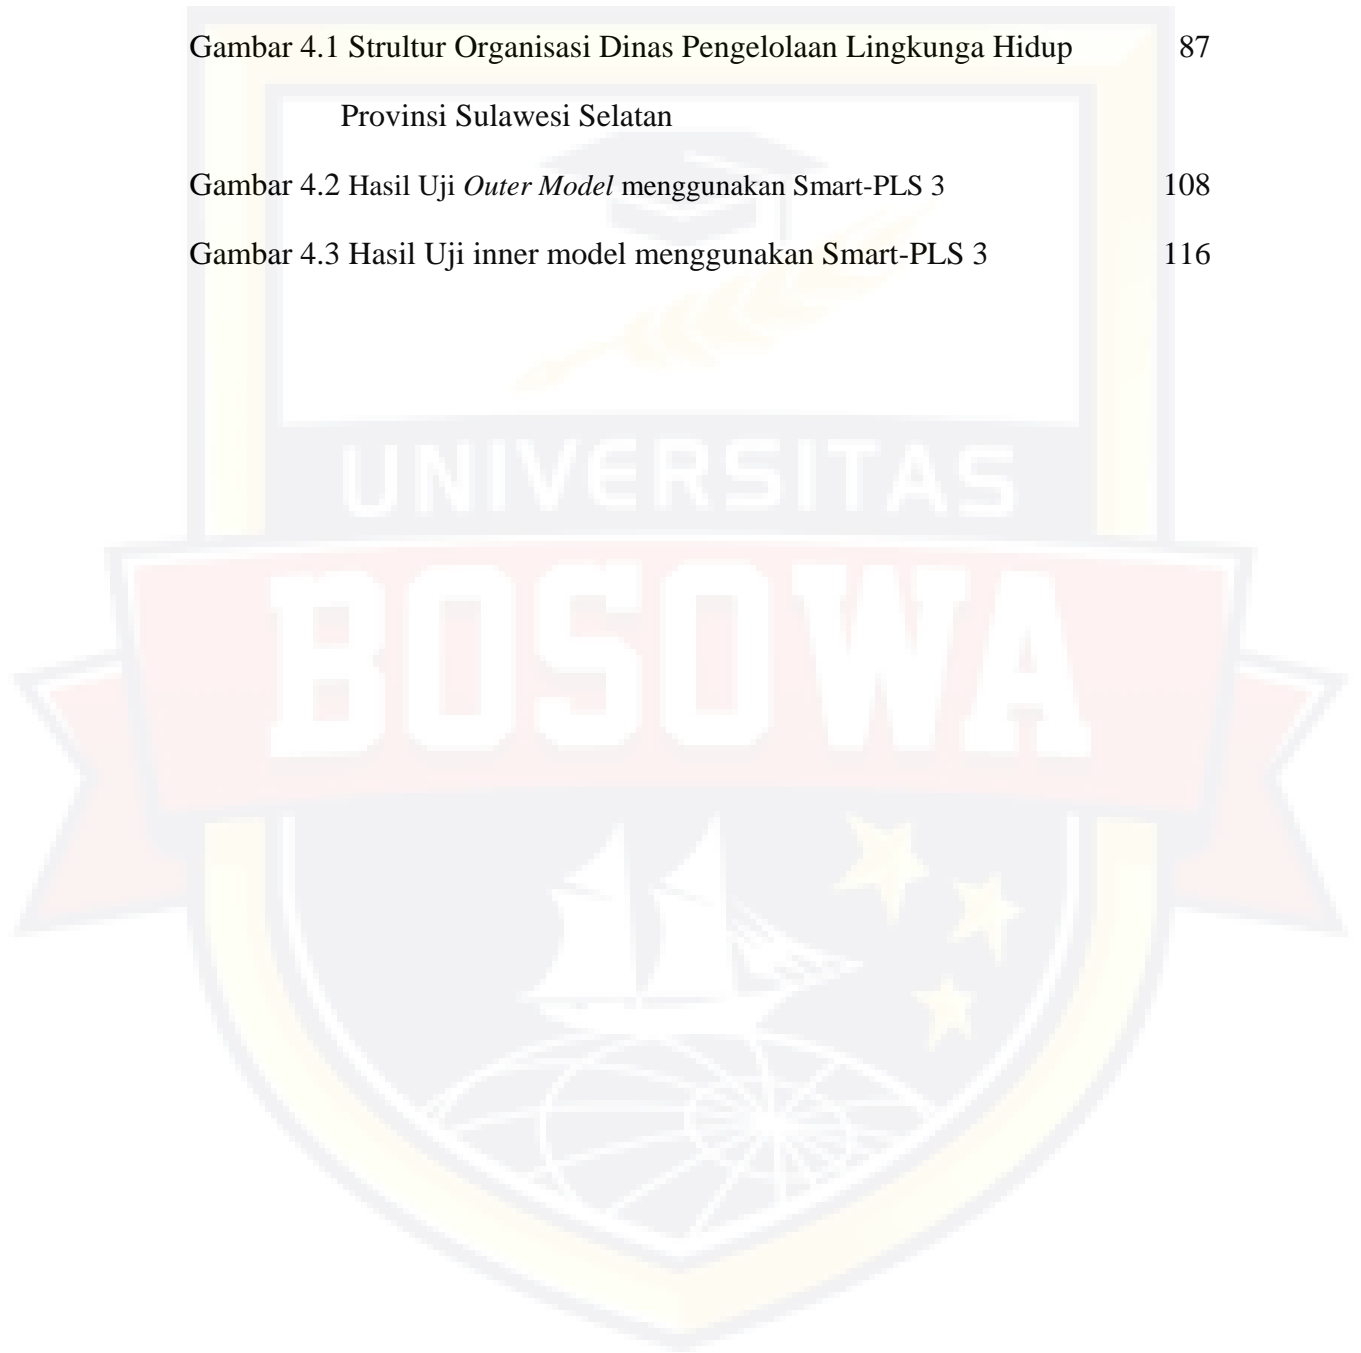 Gambar 4.1 Strultur Organisasi Dinas Pengelolaan Lingkunga Hidup 87
Provinsi Sulawesi Selatan
Gambar 4.2 Hasil Uji Outer Model menggunakan Smart-PLS 3 108
Gambar 4.3 Hasil Uji inner model menggunakan Smart-PLS 3 116
UNIVERSITAS
BOSOWA